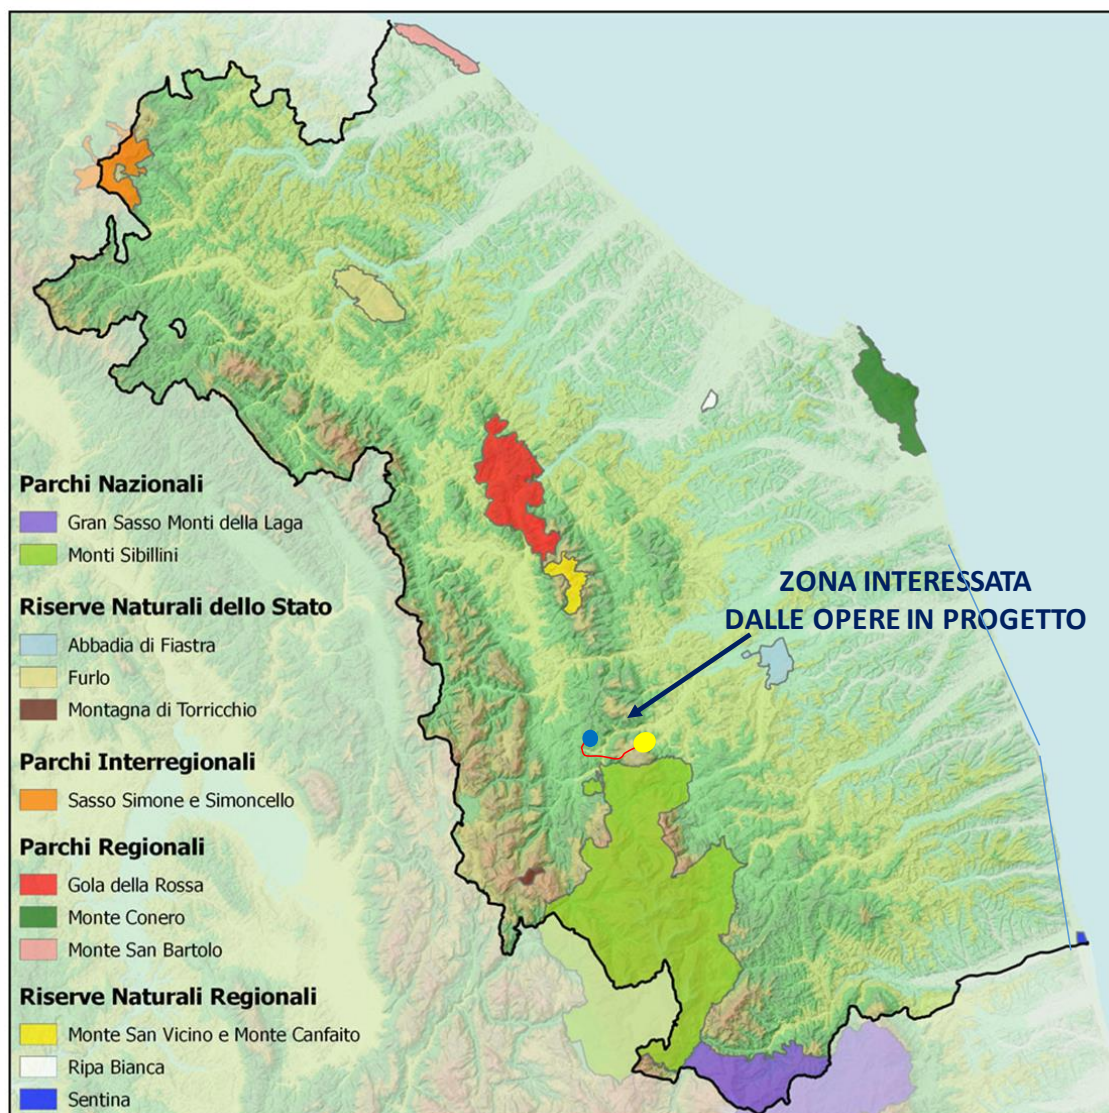 Parchi Nazionali
Gran Sasso Monti della Laga
Monti Sibillini
Riserve Naturali dello Stato
Abbadia di Fiastra
Furlo
Montagna di Torricchio
Parchi Interregionali
Sasso Simone e Simoncello
Parchi Regionali
Gola della Rossa
Monte Conero
Monte San Bartolo
Riserve Naturali Regionali
Monte San Vicino e Monte Canfaito
Ripa Bianca
Sentina
ZONA INTERESSATA
DALLE OPERE IN PROGETTO